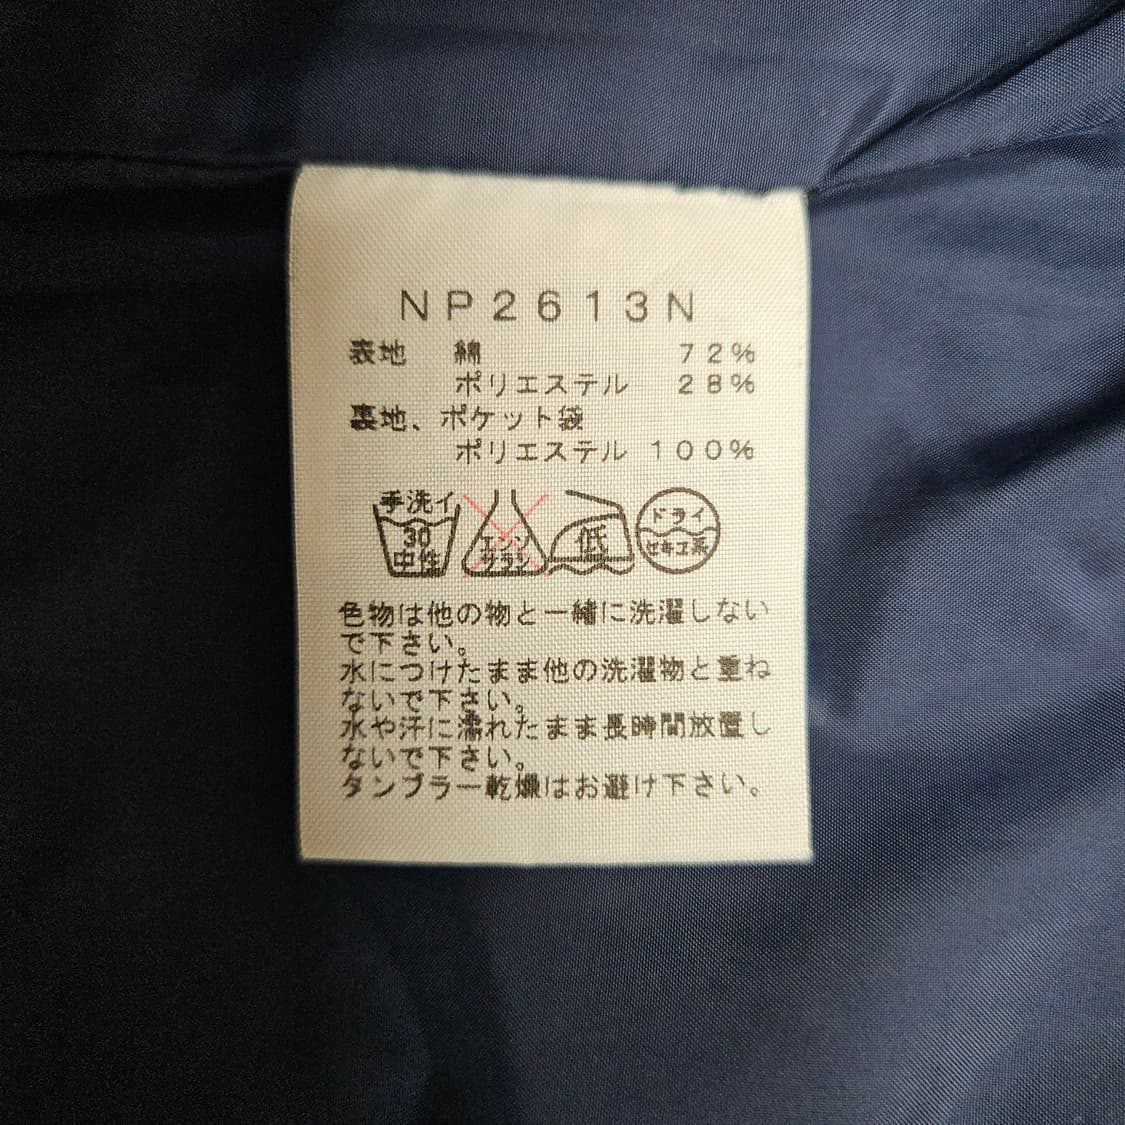 NP2613N
表地 綿 72%
ポリエステル 28%
裏地、ポケット袋
ポリエステル 100%
手洗イ
30
中性
エンソ
サラシ
低
ドライ
セキユ系
色物は他の物と一緒に洗濯しない
で下さい。
水につけたまま他の洗濯物と重ね
ないで下さい。
水や汗に濡れたまま長時間放置し
ないで下さい。
タンブラー乾燥はお避け下さい。